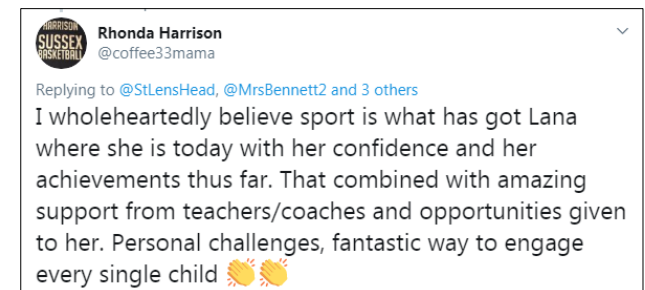 HARRISON
SUSSEX
BASKETBALL
Rhonda Harrison
@coffee33mama
Replying to @StLensHead, @MrsBennett2 and 3 others
I wholeheartedly believe sport is what has got Lana
where she is today with her confidence and her
achievements thus far. That combined with amazing
support from teachers/coaches and opportunities given
to her. Personal challenges, fantastic way to engage
every single child 👏👏